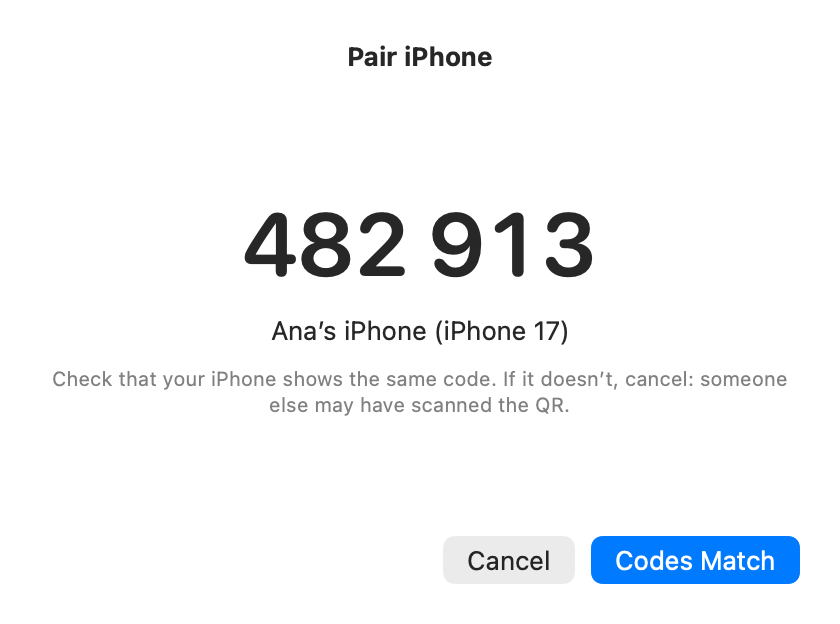 Pair iPhone
482 913
Ana’s iPhone (iPhone 17)
Check that your iPhone shows the same code. If it doesn’t, cancel: someone
else may have scanned the QR.
Cancel
Codes Match